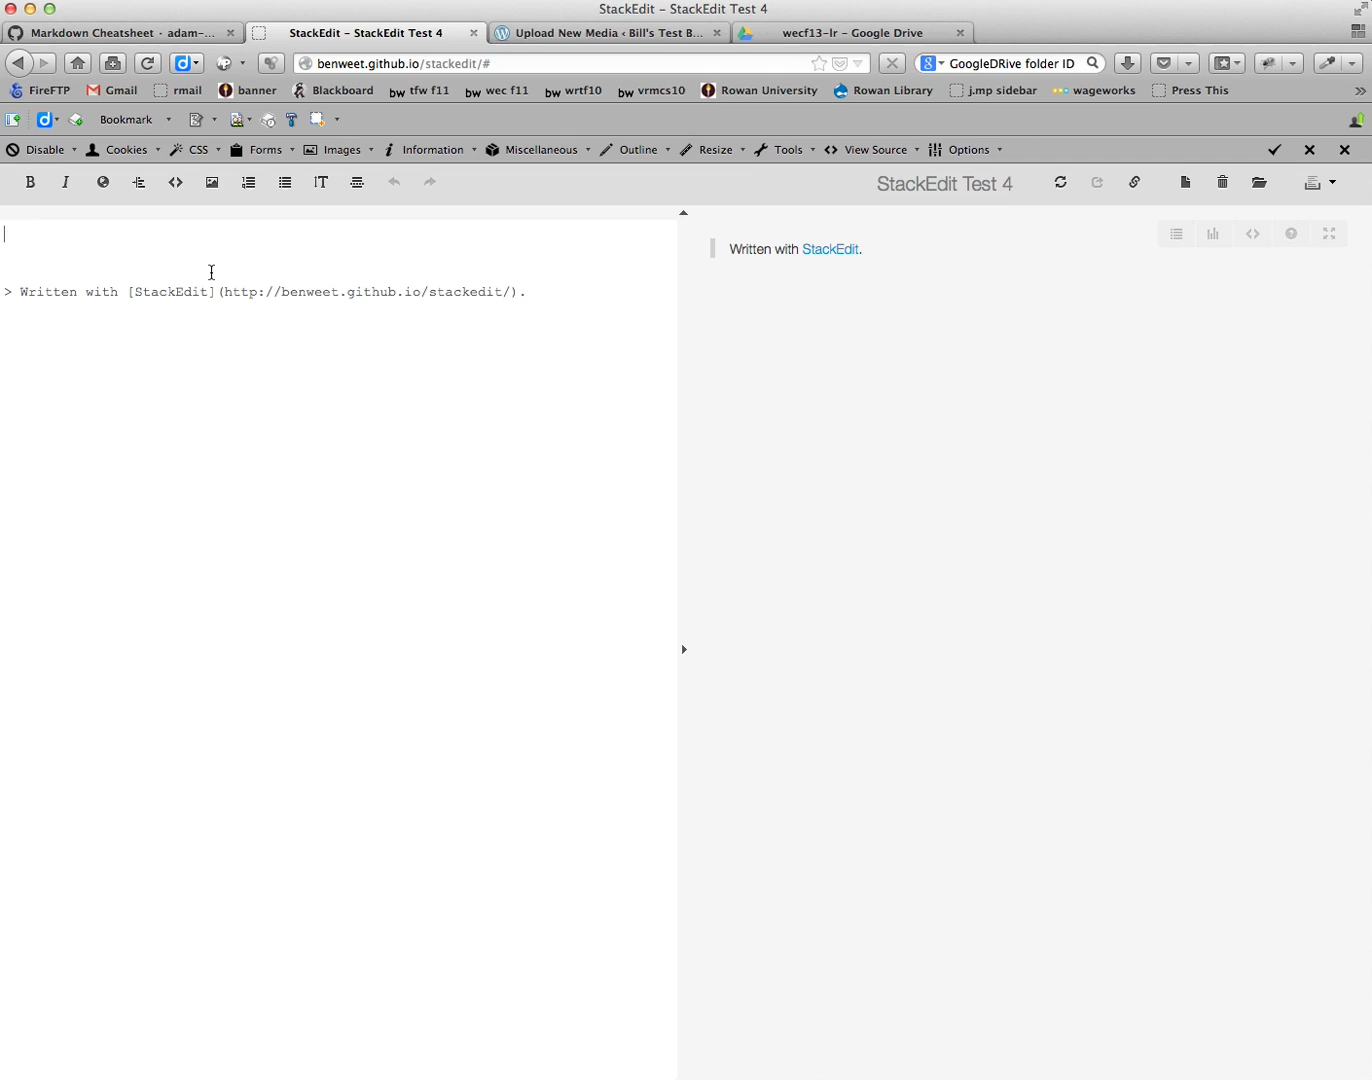 StackEdit – StackEdit Test 4
Markdown Cheatsheet · adam-...
StackEdit – StackEdit Test 4
Upload New Media ‹ Bill's Test B...
wecf13-lr – Google Drive
benweet.github.io/stackedit/#
GoogleDRive folder ID
FireFTP
Gmail
rmail
banner
Blackboard
bw tfw f11
bw wec f11
bw wrtf10
bw vrmcs10
Rowan University
Rowan Library
j.mp sidebar
wageworks
Press This
Bookmark
Disable
Cookies
CSS
Forms
Images
Information
Miscellaneous
Outline
Resize
Tools
View Source
Options
StackEdit Test 4
Written with StackEdit.
> Written with [StackEdit](http://benweet.github.io/stackedit/).